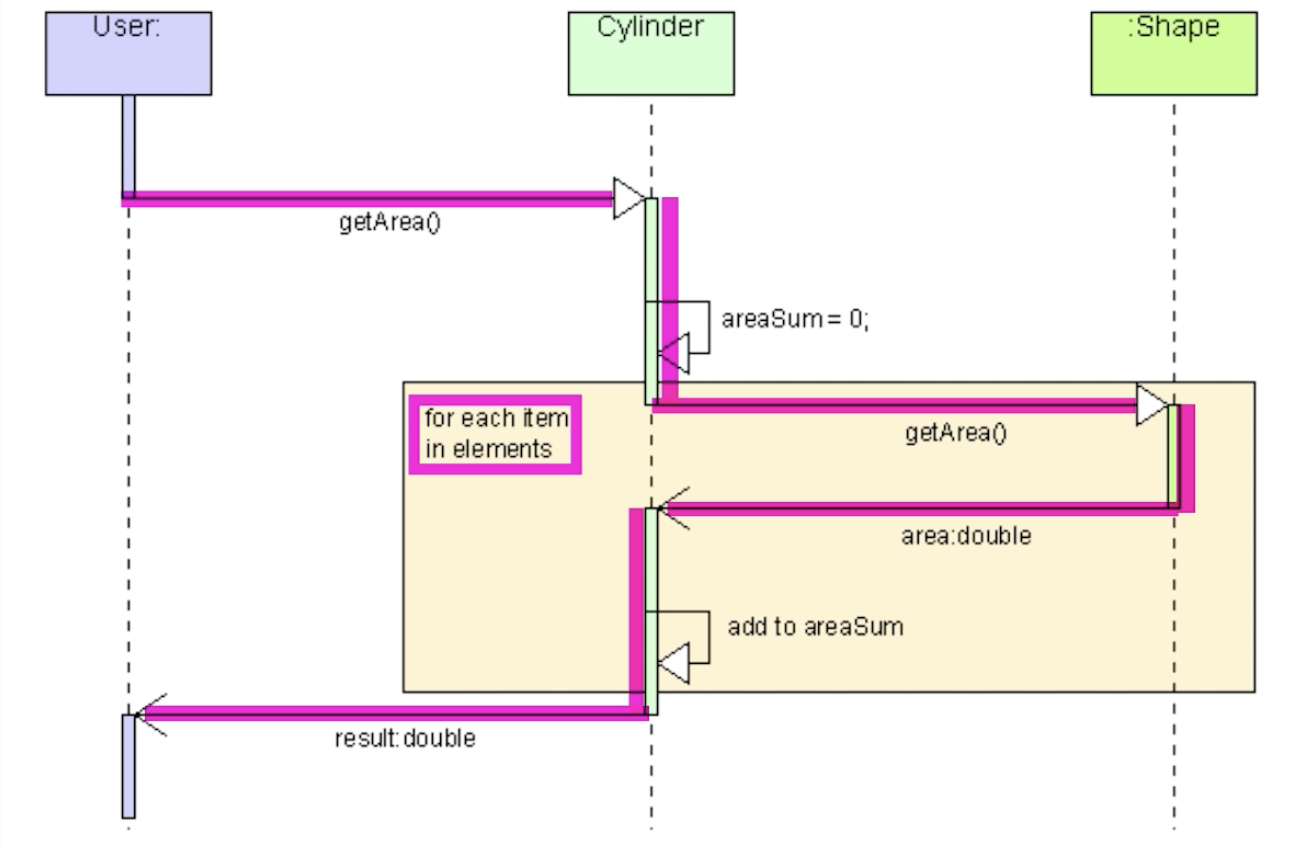 User:
Cylinder
:Shape
getArea()
areaSum = 0;
for each item
in elements
getArea()
area:double
add to areaSum
result:double